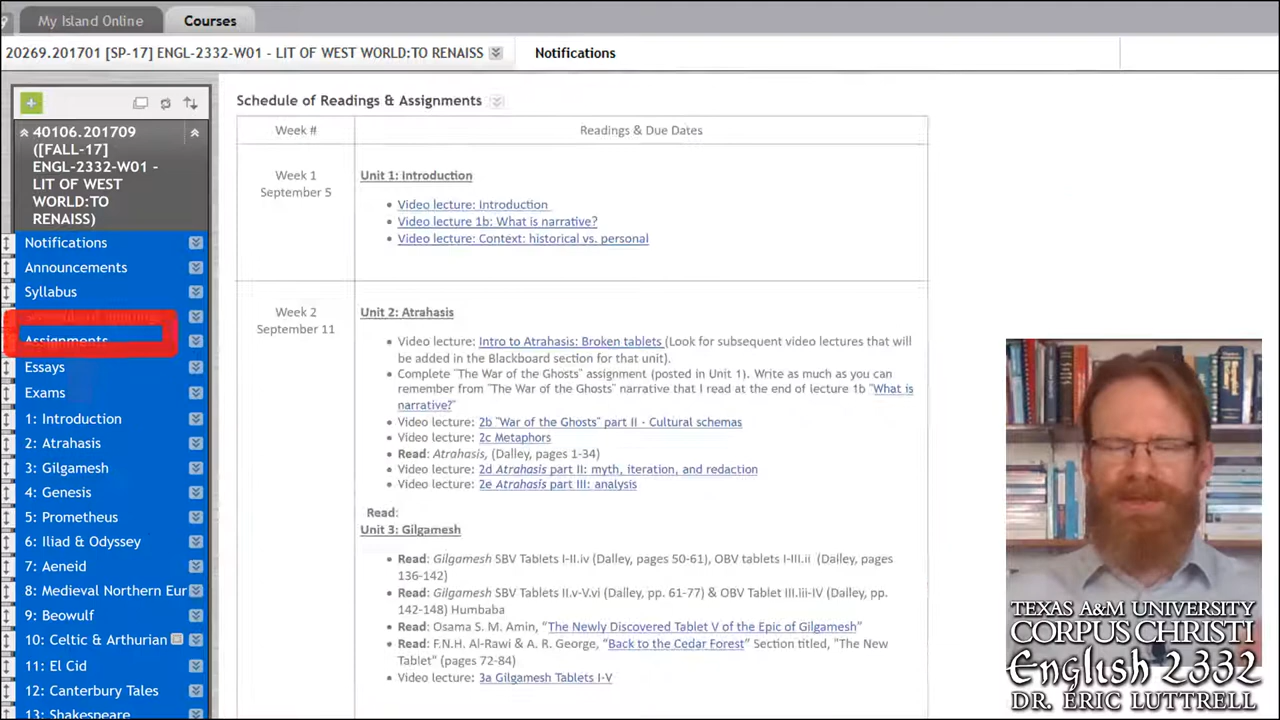 My Island Online
Courses
20269.201701 [SP-17] ENGL-2332-W01 - LIT OF WEST WORLD:TO RENAISS
Notifications
40106.201709
([FALL-17]
ENGL-2332-W01 -
LIT OF WEST
WORLD:TO
RENAISS)
Notifications
Announcements
Syllabus
Assignments
Essays
Exams
1: Introduction
2: Atrahasis
3: Gilgamesh
4: Genesis
5: Prometheus
6: Iliad & Odyssey
7: Aeneid
8: Medieval Northern Eur
9: Beowulf
10: Celtic & Arthurian
11: El Cid
12: Canterbury Tales
13: Shakespeare
Schedule of Readings & Assignments
Week #
Readings & Due Dates
Week 1
September 5
Unit 1: Introduction
• Video lecture: Introduction
• Video lecture 1b: What is narrative?
• Video lecture: Context: historical vs. personal
Week 2
September 11
Unit 2: Atrahasis
• Video lecture: Intro to Atrahasis: Broken tablets (Look for subsequent video lectures that will
be added in the Blackboard section for that unit).
• Complete "The War of the Ghosts" assignment (posted in Unit 1). Write as much as you can
remember from "The War of the Ghosts" narrative that I read at the end of lecture 1b "What is
narrative?"
• Video lecture: 2b "War of the Ghosts" part II - Cultural schemas
• Video lecture: 2c Metaphors
• Read: Atrahasis, (Dalley, pages 1-34)
• Video lecture: 2d Atrahasis part II: myth, iteration, and redaction
• Video lecture: 2e Atrahasis part III: analysis
Read:
Unit 3: Gilgamesh
• Read: Gilgamesh SBV Tablets I-II.iv (Dalley, pages 50-61), OBV tablets I-III.ii (Dalley, pages
136-142)
• Read: Gilgamesh Tablets II.v-V.vi (Dalley, pp. 61-77) & OBV Tablet III.iii-IV (Dalley, pp.
142-148) Humbaba
• Read: Osama S. M. Amin, “The Newly Discovered Tablet V of the Epic of Gilgamesh”
• Read: F.N.H. Al-Rawi & A. R. George, “Back to the Cedar Forest” Section titled, "The New
Tablet" (pages 72-84)
• Video lecture: 3a Gilgamesh Tablets I-V
TEXAS A&M UNIVERSITY
CORPUS CHRISTI
English 2332
DR. ERIC LUTTRELL